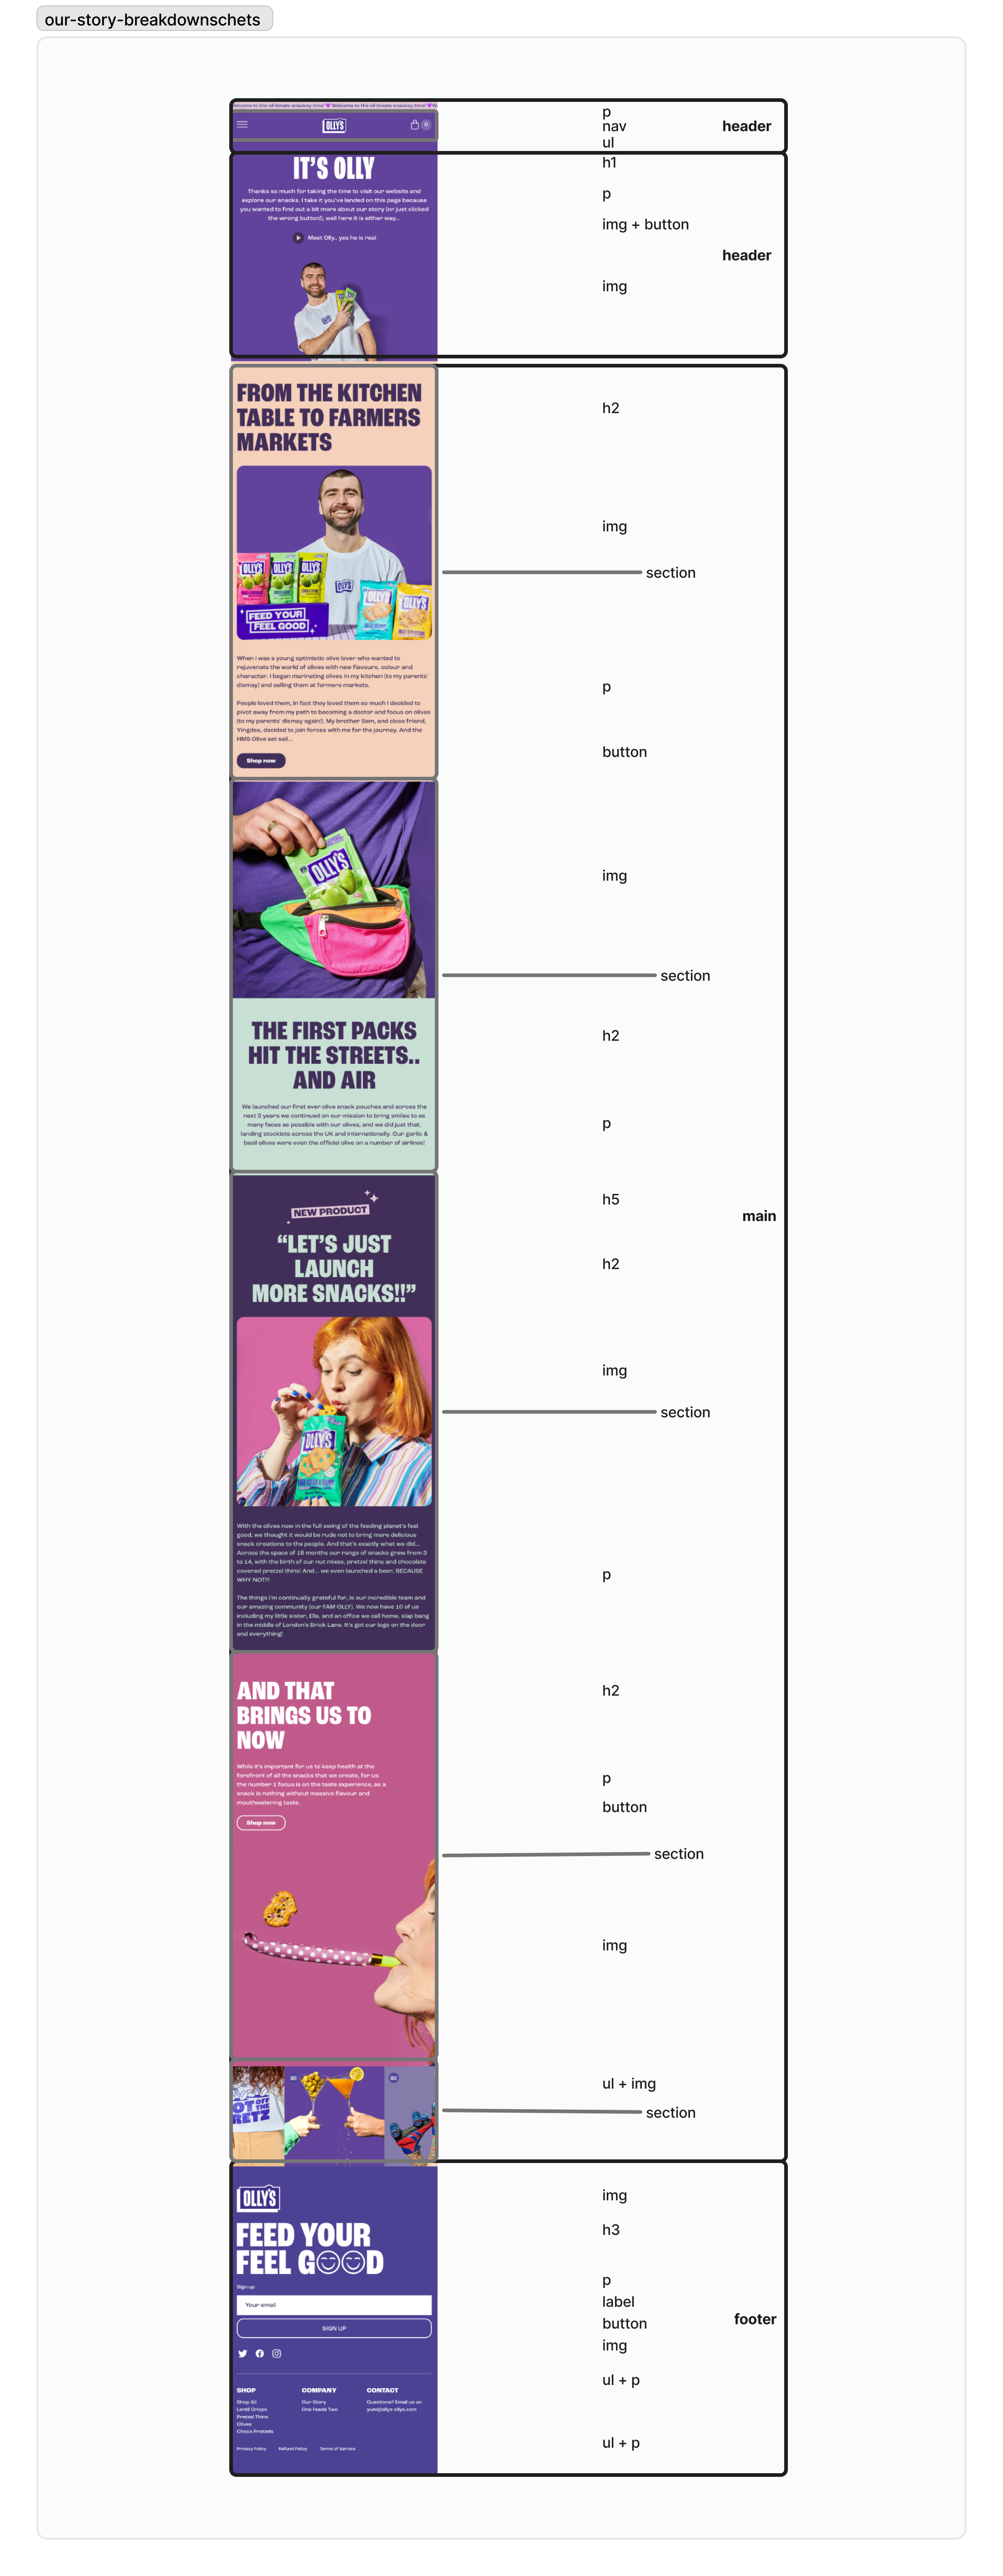 our-story-breakdownschets
elcome to the oll-timate snacksy time! 💜 Welcome to the oll-timate snacksy time! 💜 W
p
nav
ul
header
OLLY'S
0
h1
IT'S OLLY
p
Thanks so much for taking the time to visit our website and
explore our snacks. I take it you've landed on this page because
you wanted to find out a bit more about our story (or just clicked
the wrong button!), well here it is either way...
img + button
Meet Olly.. yes he is real
header
img
FROM THE KITCHEN
TABLE TO FARMERS
MARKETS
h2
img
section
OLLY'S
OLLY'S
OLLY'S
OLLY'S
OLLY'S
OLLY'S
FEED YOUR
FEEL GOOD
When I was a young optimistic olive lover who wanted to
rejuvenate the world of olives with new flavours, colour and
character. I began marinating olives in my kitchen (to my parents'
dismay) and selling them at farmers markets.
p
People loved them, in fact they loved them so much I decided to
pivot away from my path to becoming a doctor and focus on olives
(to my parents' dismay again!). My brother Sam, and close friend,
Yingdee, decided to join forces with me for the journey. And the
HMS Olive set sail...
button
Shop now
OLLY'S
img
section
THE FIRST PACKS
HIT THE STREETS..
AND AIR
h2
We launched our first ever olive snack pouches and across the
next 3 years we continued on our mission to bring smiles to as
many faces as possible with our olives, and we did just that,
landing stockists across the UK and internationally. Our garlic &
basil olives were even the official olive on a number of airlines!
p
h5
NEW PRODUCT
main
“LET’S JUST
LAUNCH
MORE SNACKS!!”
h2
img
section
OLLY'S
With the olives now in the full swing of the feeding planet's feel
good, we thought it would be rude not to bring more delicious
snack creations to the people. And that's exactly what we did...
Across the space of 18 months our range of snacks grew from 3
to 14, with the birth of our nut mixes, pretzel thins and chocolate
covered pretzel thins! And... we even launched a beer, BECAUSE
WHY NOT?!
p
The things I'm continually grateful for, is our incredible team and
our amazing community (our FAM-OLLY). We now have 10 of us
including my little sister, Ella, and an office we call home, slap bang
in the middle of London's Brick Lane. It's got our logo on the door
and everything!
AND THAT
BRINGS US TO
NOW
h2
While it's important for us to keep health at the
forefront of all the snacks that we create, for us
the number 1 focus is on the taste experience, as a
snack is nothing without massive flavour and
mouthwatering taste.
p
button
Shop now
section
img
ul + img
section
OT OFF THE
RETZ
OLLY'S
img
FEED YOUR
FEEL GOOD
h3
Sign up
p
Your email
label
SIGN UP
button
footer
img
ul + p
SHOP
Shop All
Lentil Crisps
Pretzel Thins
Olives
Choco Pretzels
COMPANY
Our Story
One Feeds Two
CONTACT
Questions? Email us on
yum@ollys-ollys.com
ul + p
Privacy Policy
Refund Policy
Terms of Service